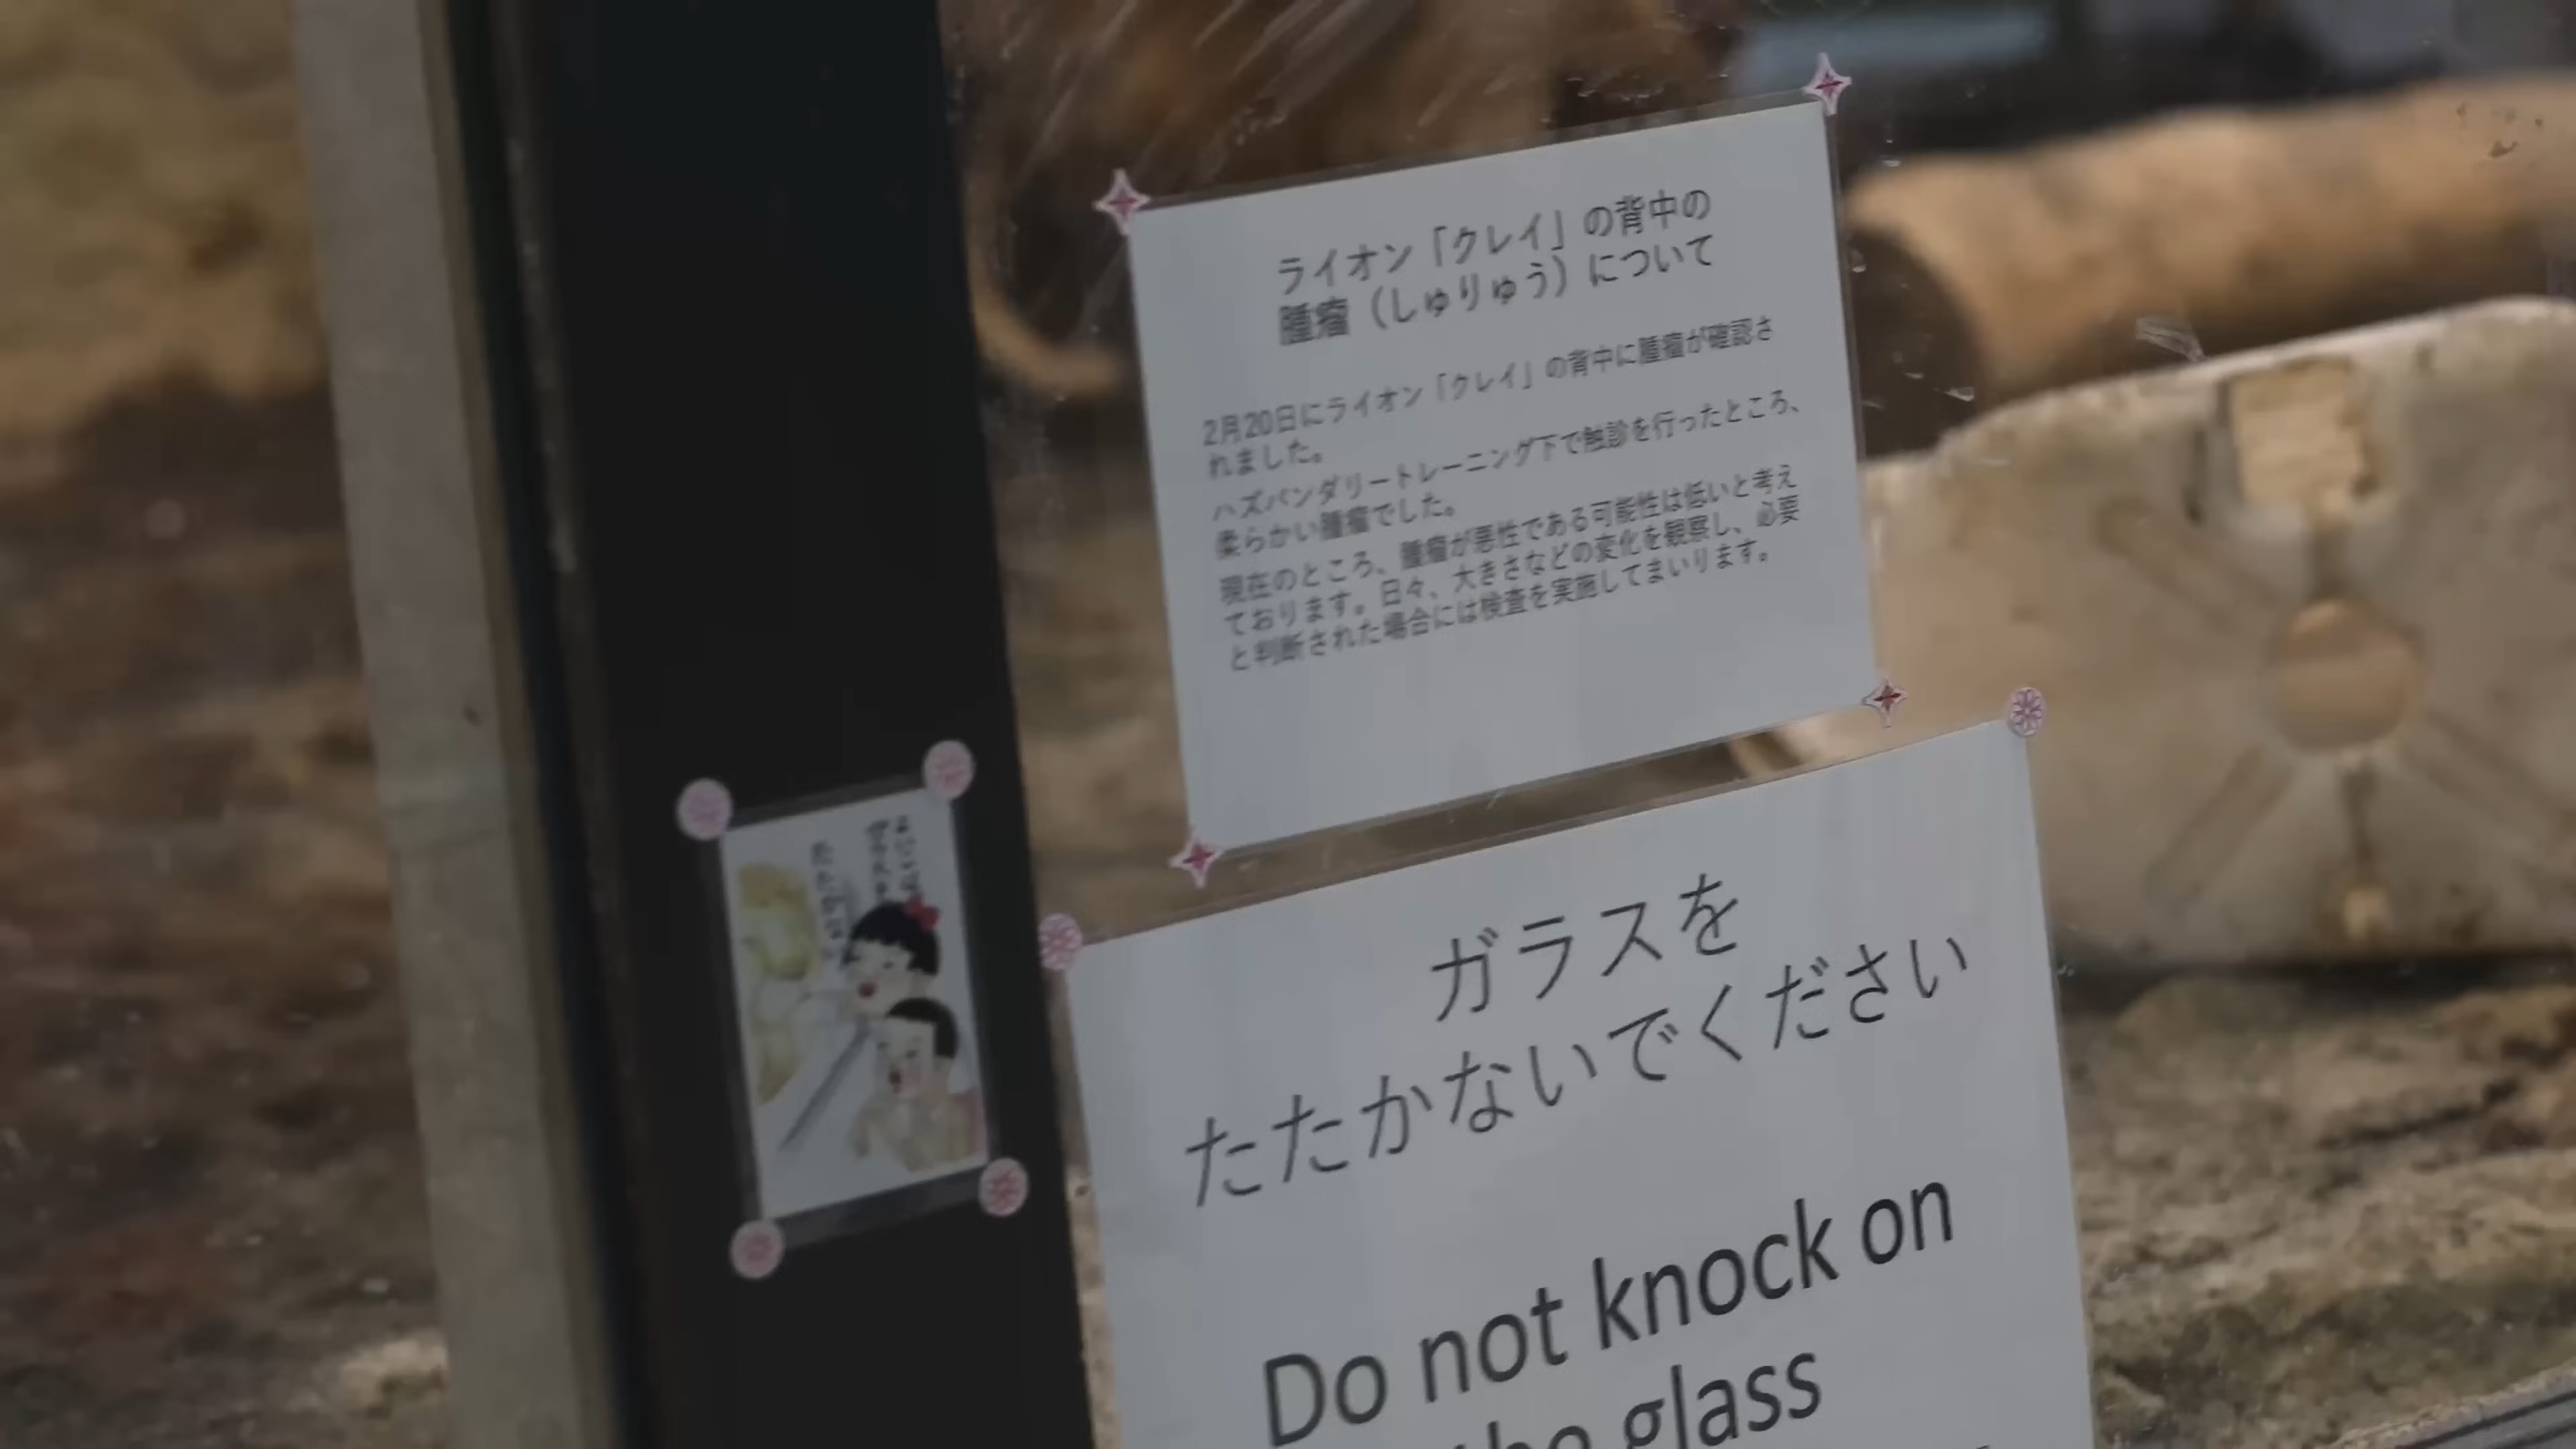 ライオン「クレイ」の背中の
腫瘤（しゅりゅう）について
2月20日にライオン「クレイ」の背中に腫瘤が確認さ
れました。
ハズバンダリートレーニング下で触診を行ったところ、
柔らかい腫瘤でした。
現在のところ、腫瘤が悪性である可能性は低いと考え
ております。日々、大きさなどの変化を観察し、必要
と判断された場合には検査を実施してまいります。
ガラスを
たたかないでください
Do not knock on
the glass